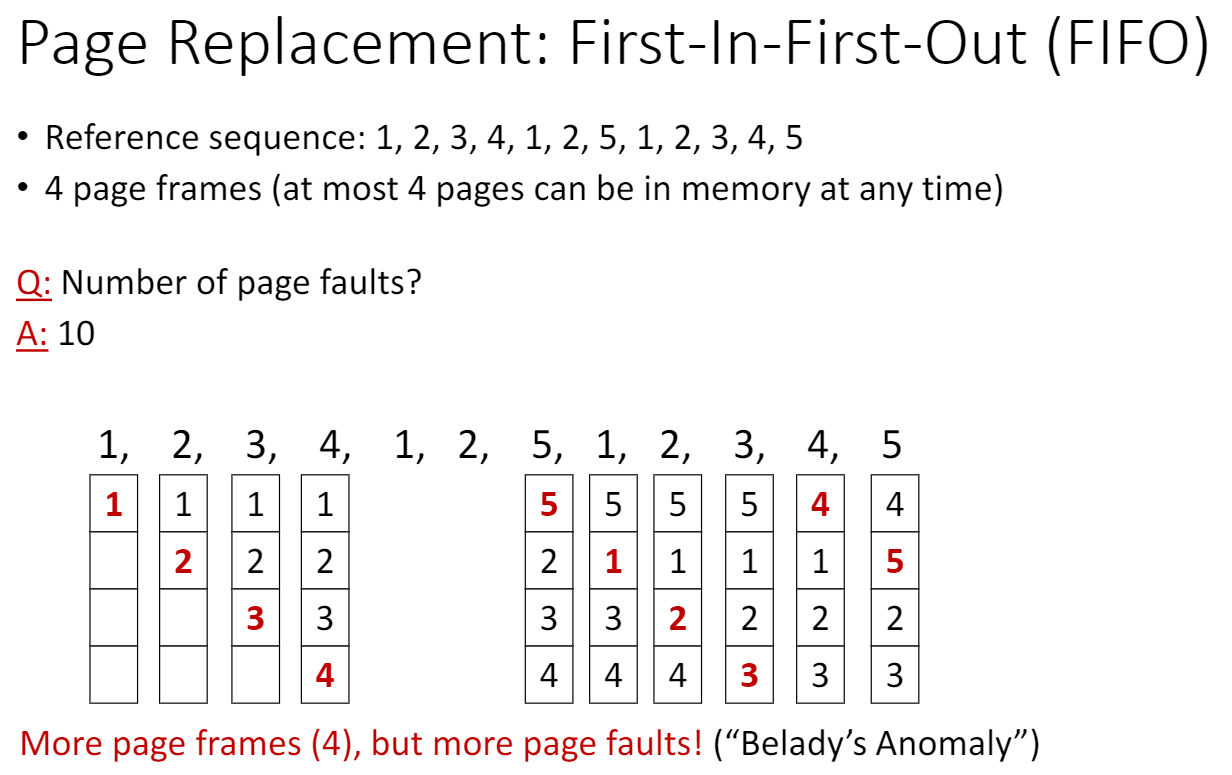 Page Replacement: First-In-First-Out (FIFO)
• Reference sequence: 1, 2, 3, 4, 1, 2, 5, 1, 2, 3, 4, 5
• 4 page frames (at most 4 pages can be in memory at any time)
Q: Number of page faults?
A: 10
1, 2, 3, 4, 1, 2, 5, 1, 2, 3, 4, 5
1 1 1 1 5 5 5 5 4 4
2 2 2 2 1 1 1 1 5
3 3 3 3 2 2 2 2
4 4 4 4 3 3 3
More page frames (4), but more page faults! (“Belady’s Anomaly”)